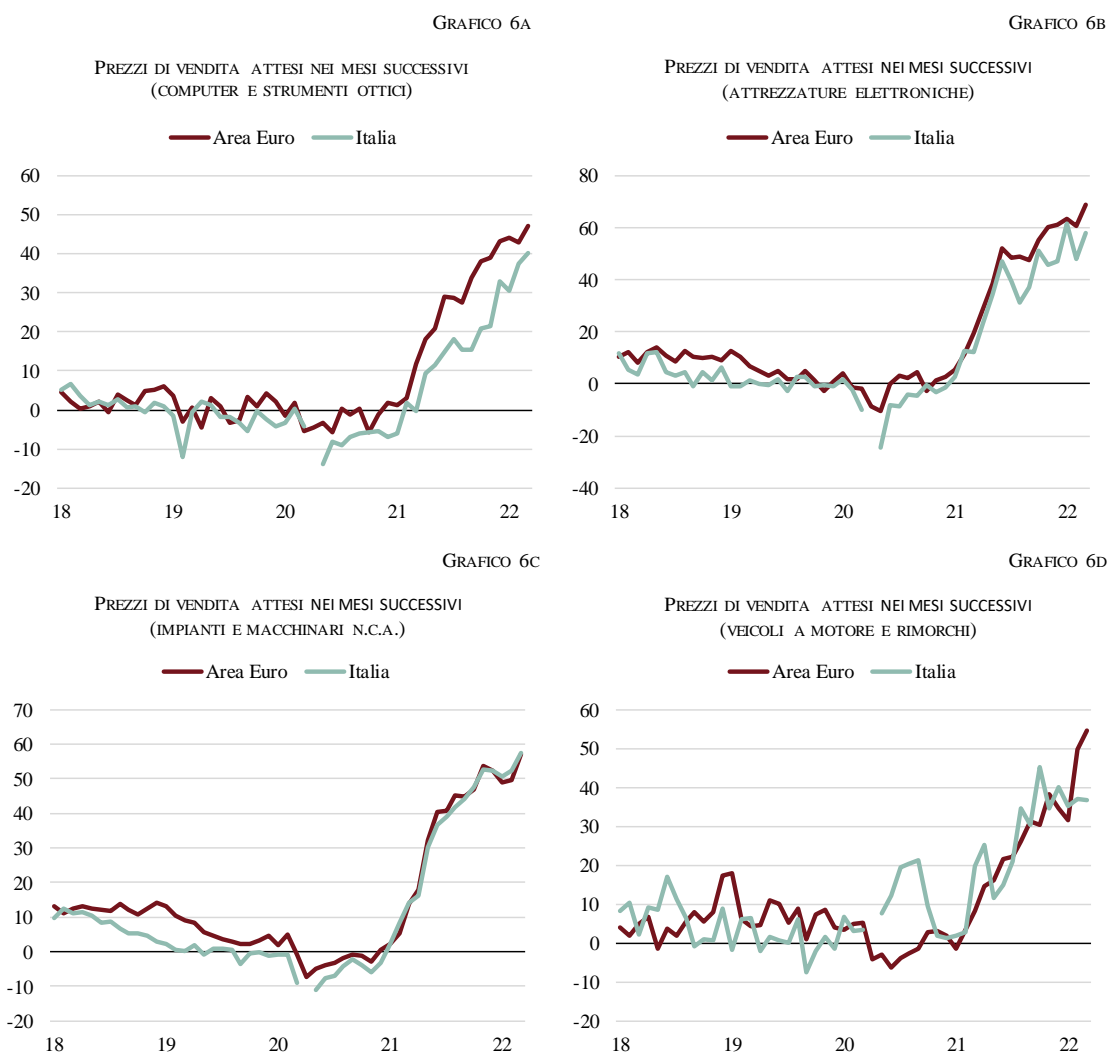 GRAFICO 6A
PREZZI DI VENDITA ATTESI NEI MESI SUCCESSIVI
(COMPUTER E STRUMENTI OTTICI)
Area Euro Italia
60
50
40
30
20
10
0
-10
-20
18 19 20 21 22
GRAFICO 6B
PREZZI DI VENDITA ATTESI NEI MESI SUCCESSIVI
(ATTREZZATURE ELETTRONICHE)
Area Euro Italia
80
60
40
20
0
-20
-40
18 19 20 21 22
GRAFICO 6C
PREZZI DI VENDITA ATTESI NEI MESI SUCCESSIVI
(IMPIANTI E MACCHINARI N.C.A.)
Area Euro Italia
70
60
50
40
30
20
10
0
-10
-20
18 19 20 21 22
GRAFICO 6D
PREZZI DI VENDITA ATTESI NEI MESI SUCCESSIVI
(VEICOLI A MOTORE E RIMORCHI)
Area Euro Italia
60
50
40
30
20
10
0
-10
-20
18 19 20 21 22